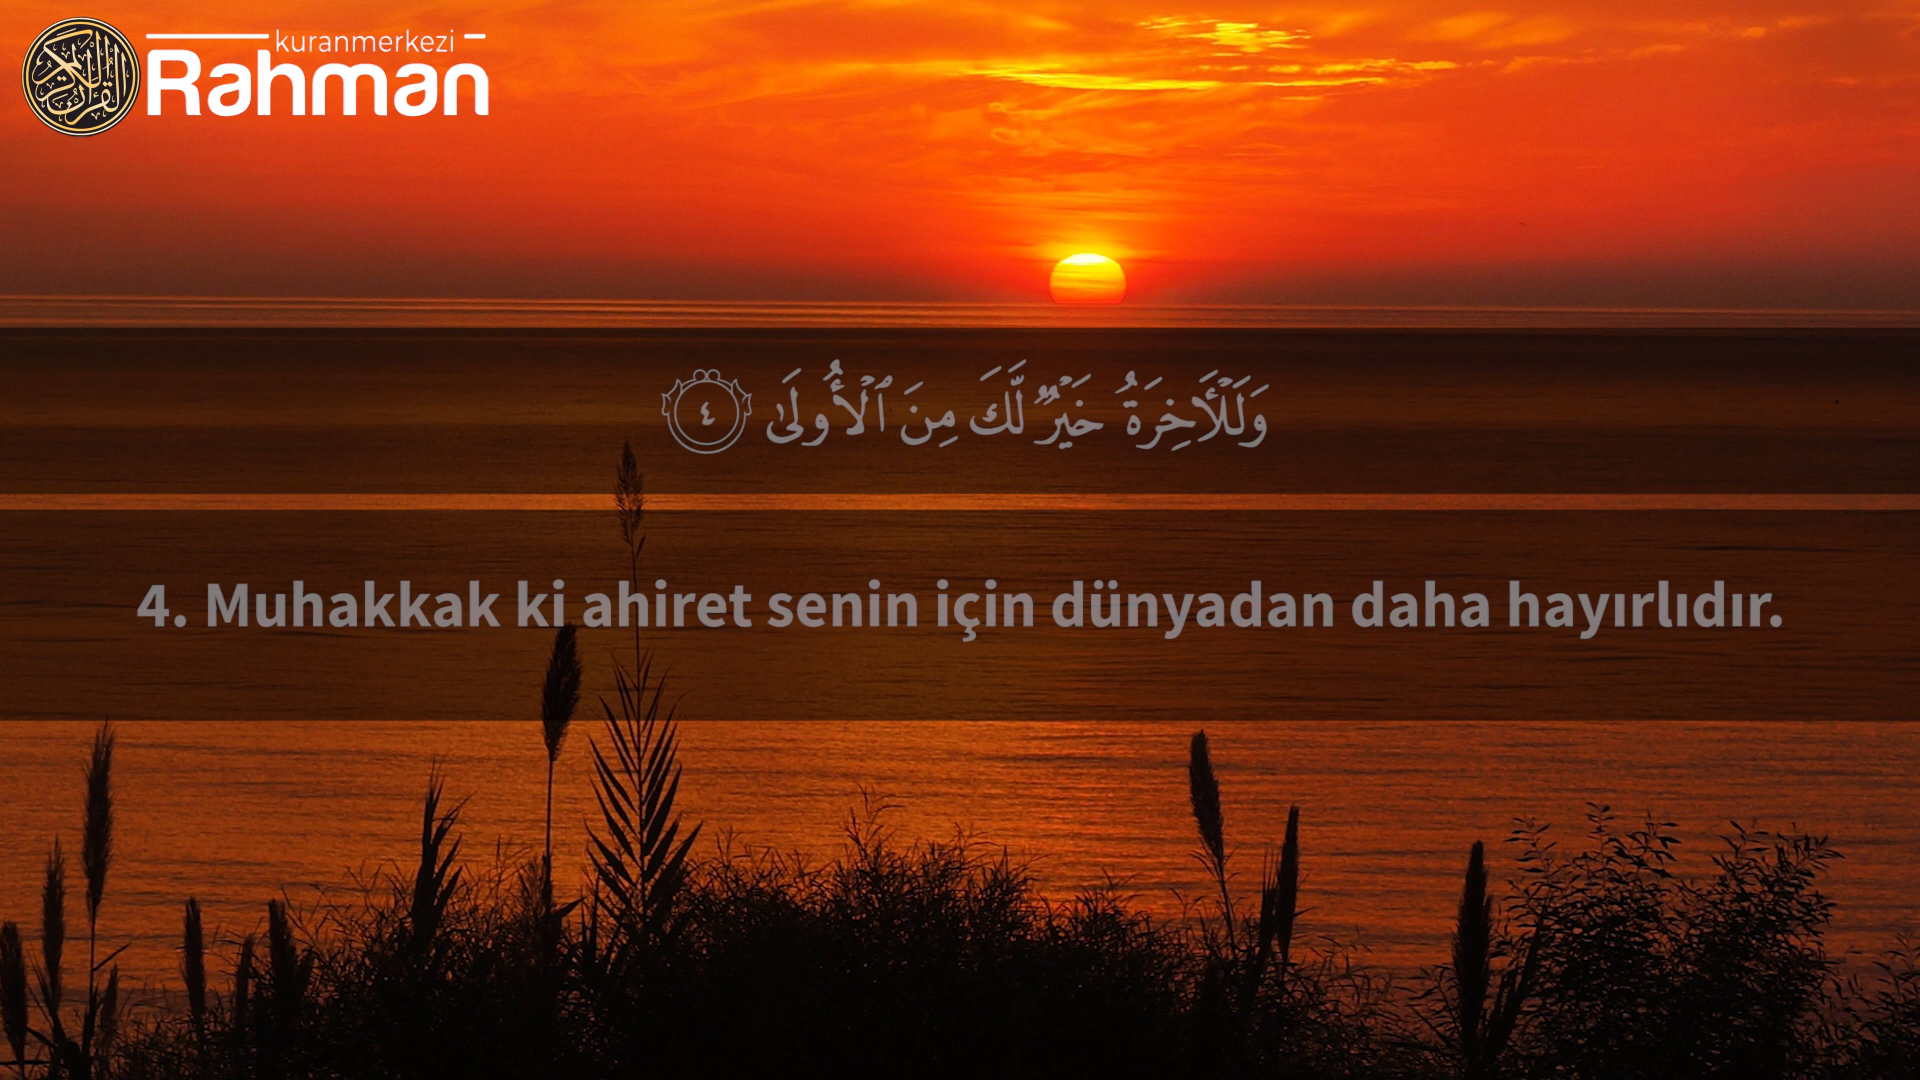 kuranmerkezi
Rahman
وَلَلْـَٔاخِرَةُ خَيْرٌ لَّكَ مِنَ ٱلْأُولَىٰ ٤
4. Muhakkak ki ahiret senin için dünyadan daha hayırlıdır.